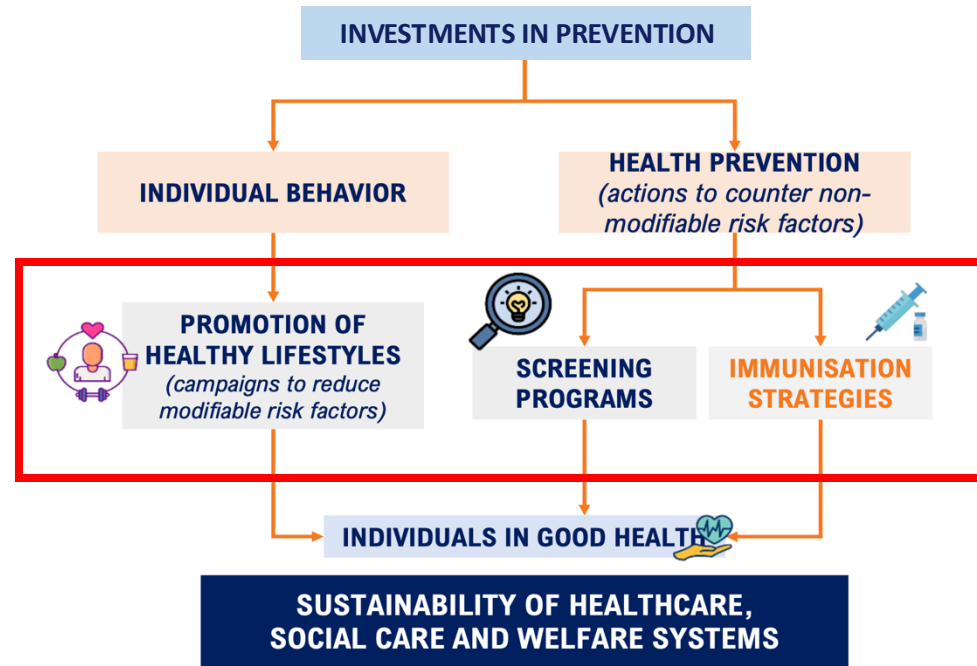 INVESTMENTS IN PREVENTION
INDIVIDUAL BEHAVIOR
HEALTH PREVENTION
(actions to counter non-
modifiable risk factors)
PROMOTION OF
HEALTHY LIFESTYLES
(campaigns to reduce
modifiable risk factors)
SCREENING
PROGRAMS
IMMUNISATION
STRATEGIES
INDIVIDUALS IN GOOD HEALTH
SUSTAINABILITY OF HEALTHCARE,
SOCIAL CARE AND WELFARE SYSTEMS